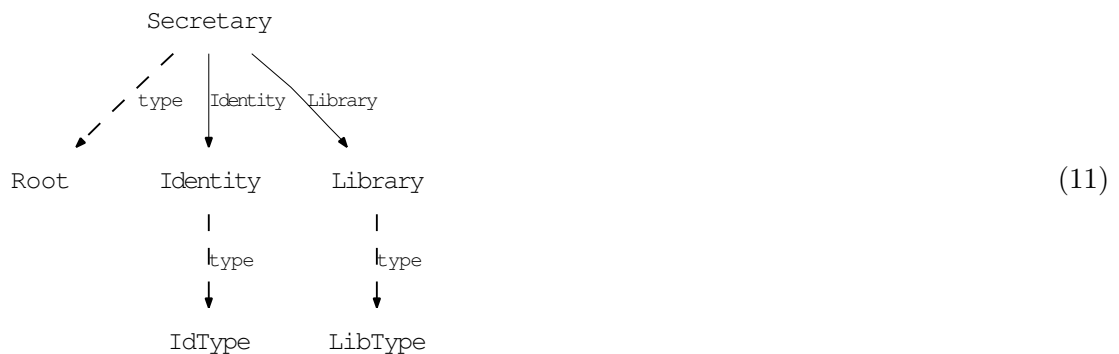 Secretary
type Identity Library
Root Identity Library (11)
type type
IdType LibType